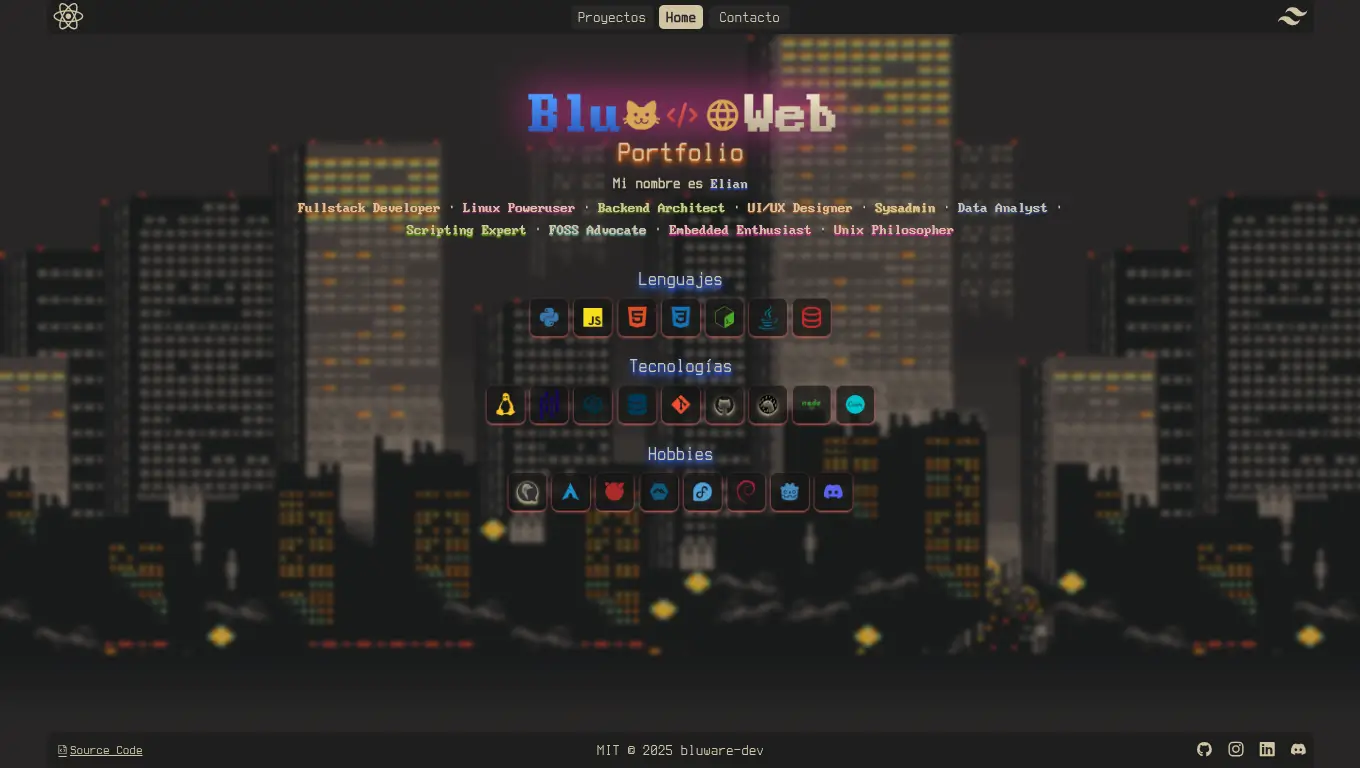 Proyectos Home Contacto
Blu </> Web
Portfolio
Mi nombre es Elian
Fullstack Developer · Linux Poweruser · Backend Architect · UI/UX Designer · Sysadmin · Data Analyst ·
Scripting Expert · FOSS Advocate · Embedded Enthusiast · Unix Philosopher
Lenguajes
JS
Tecnologías
node
Hobbies
Source Code MIT © 2025 bluware-dev